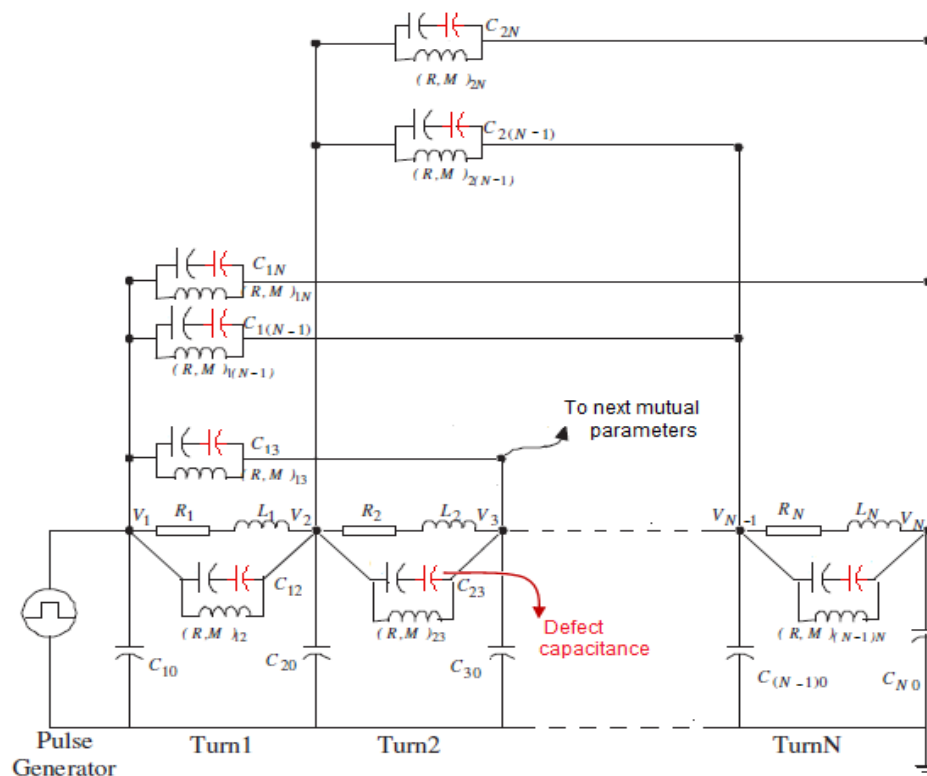 C2N
(R,M)2N
C2(N−1)
(R,M)2(N−1)
C1N
(R,M)1N
C1(N−1)
(R,M)1(N−1)
To next mutual
parameters
C13
(R,M)13
V1 R1 L1 V2 R2 L2 V3 VN−1 RN LN VN
C12 C23
(R,M)12 (R,M)23 (R,M)(N−1)N
Defect
capacitance
C10 C20 C30 C(N−1)0 CN0
Pulse
Generator
Turn1 Turn2 TurnN